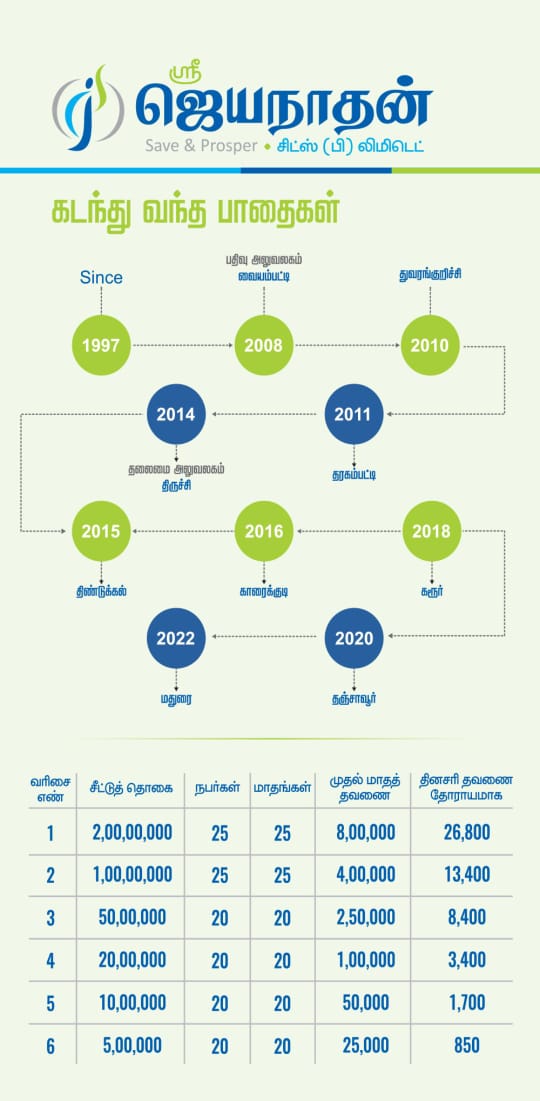 ஸ்ரீ
ஜெயநாதன்
Save & Prosper • சிட்ஸ் (பி) லிமிடெட்
கடந்து வந்த பாதைகள்
Since
பதிவு அலுவலகம்
வையம்பட்டி
துவரங்குறிச்சி
1997
2008
2010
2014
2011
தலைமை அலுவலகம்
திருச்சி
தரகம்பட்டி
2015
2016
2018
திண்டுக்கல்
காரைக்குடி
கரூர்
2022
2020
மதுரை
தஞ்சாவூர்
வரிசை எண் சீட்டுத் தொகை நபர்கள் மாதங்கள் முதல் மாதத் தவணை தினசரி தவணை தோராயமாக
1 2,00,00,000 25 25 8,00,000 26,800
2 1,00,00,000 25 25 4,00,000 13,400
3 50,00,000 20 20 2,50,000 8,400
4 20,00,000 20 20 1,00,000 3,400
5 10,00,000 20 20 50,000 1,700
6 5,00,000 20 20 25,000 850